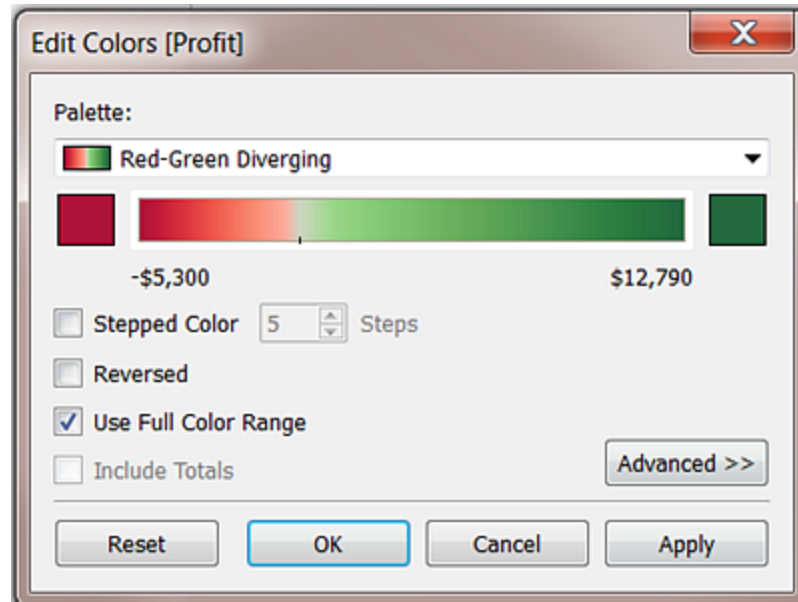 Edit Colors [Profit]
X
Palette:
Red-Green Diverging
-$5,300 $12,790
Stepped Color 5 Steps
Reversed
Use Full Color Range
Include Totals
Advanced >>
Reset OK Cancel Apply